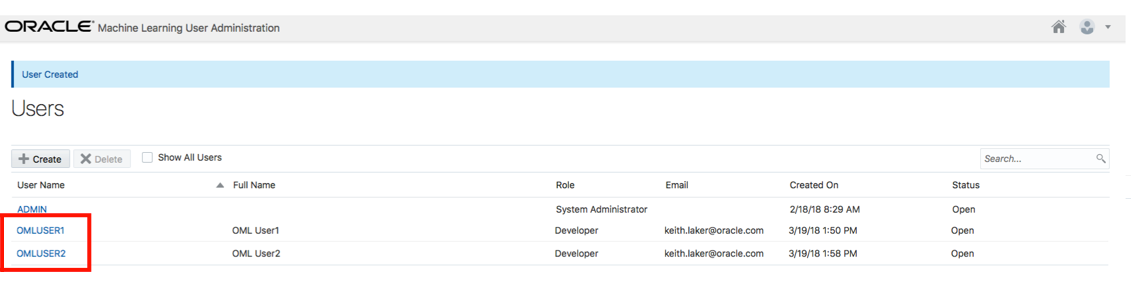 ORACLE® Machine Learning User Administration
User Created
Users
Create Delete Show All Users Search...
User Name Full Name Role Email Created On Status
ADMIN System Administrator 2/18/18 8:29 AM Open
OMLUSER1 OML User1 Developer keith.laker@oracle.com 3/19/18 1:50 PM Open
OMLUSER2 OML User2 Developer keith.laker@oracle.com 3/19/18 1:58 PM Open